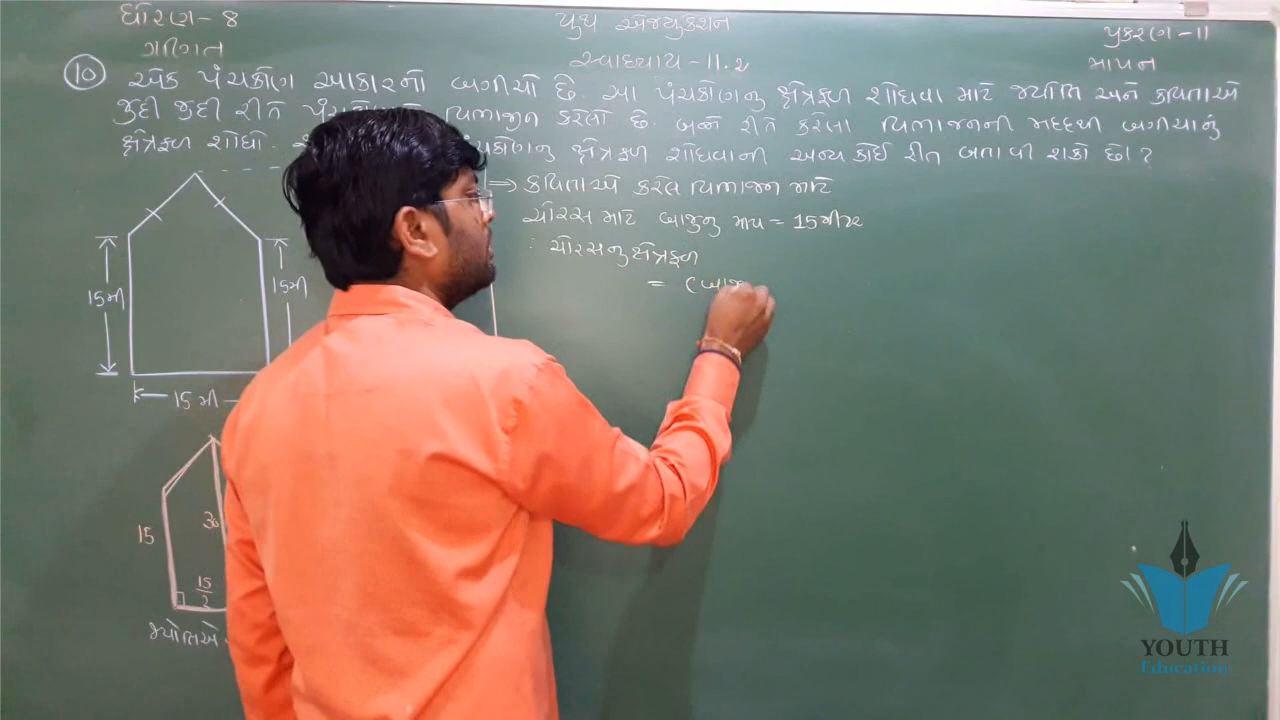 ધોરણ-8
ગણિત
યુથ એજ્યુકેશન
સ્વાધ્યાય-11.2
પ્રકરણ-11
માપન
10 એક પંચકોણ આકારનો બગીચો છે. આ પંચકોણનું ક્ષેત્રફળ શોધવા માટે જ્યોતિ અને કવિતાએ
જુદી જુદી રીતે વિભાજન કરેલો છે. બન્ને રીતે કરેલા વિભાજનની મદદથી બગીચાનું
ક્ષેત્રફળ શોધો. ક્ષેત્રફળ શોધવાની અન્ય કોઈ રીત બતાવી શકો છો?
⇒ કવિતાએ કરેલ વિભાજન માટે
ચોરસ માટે બાજુનુ માપ = 15મીટર
∴ ચોરસનુ ક્ષેત્રફળ
= (બાજુ
15મી
15મી
15 મી
15
30
15/2
જ્યોતિએ
YOUTH
Education